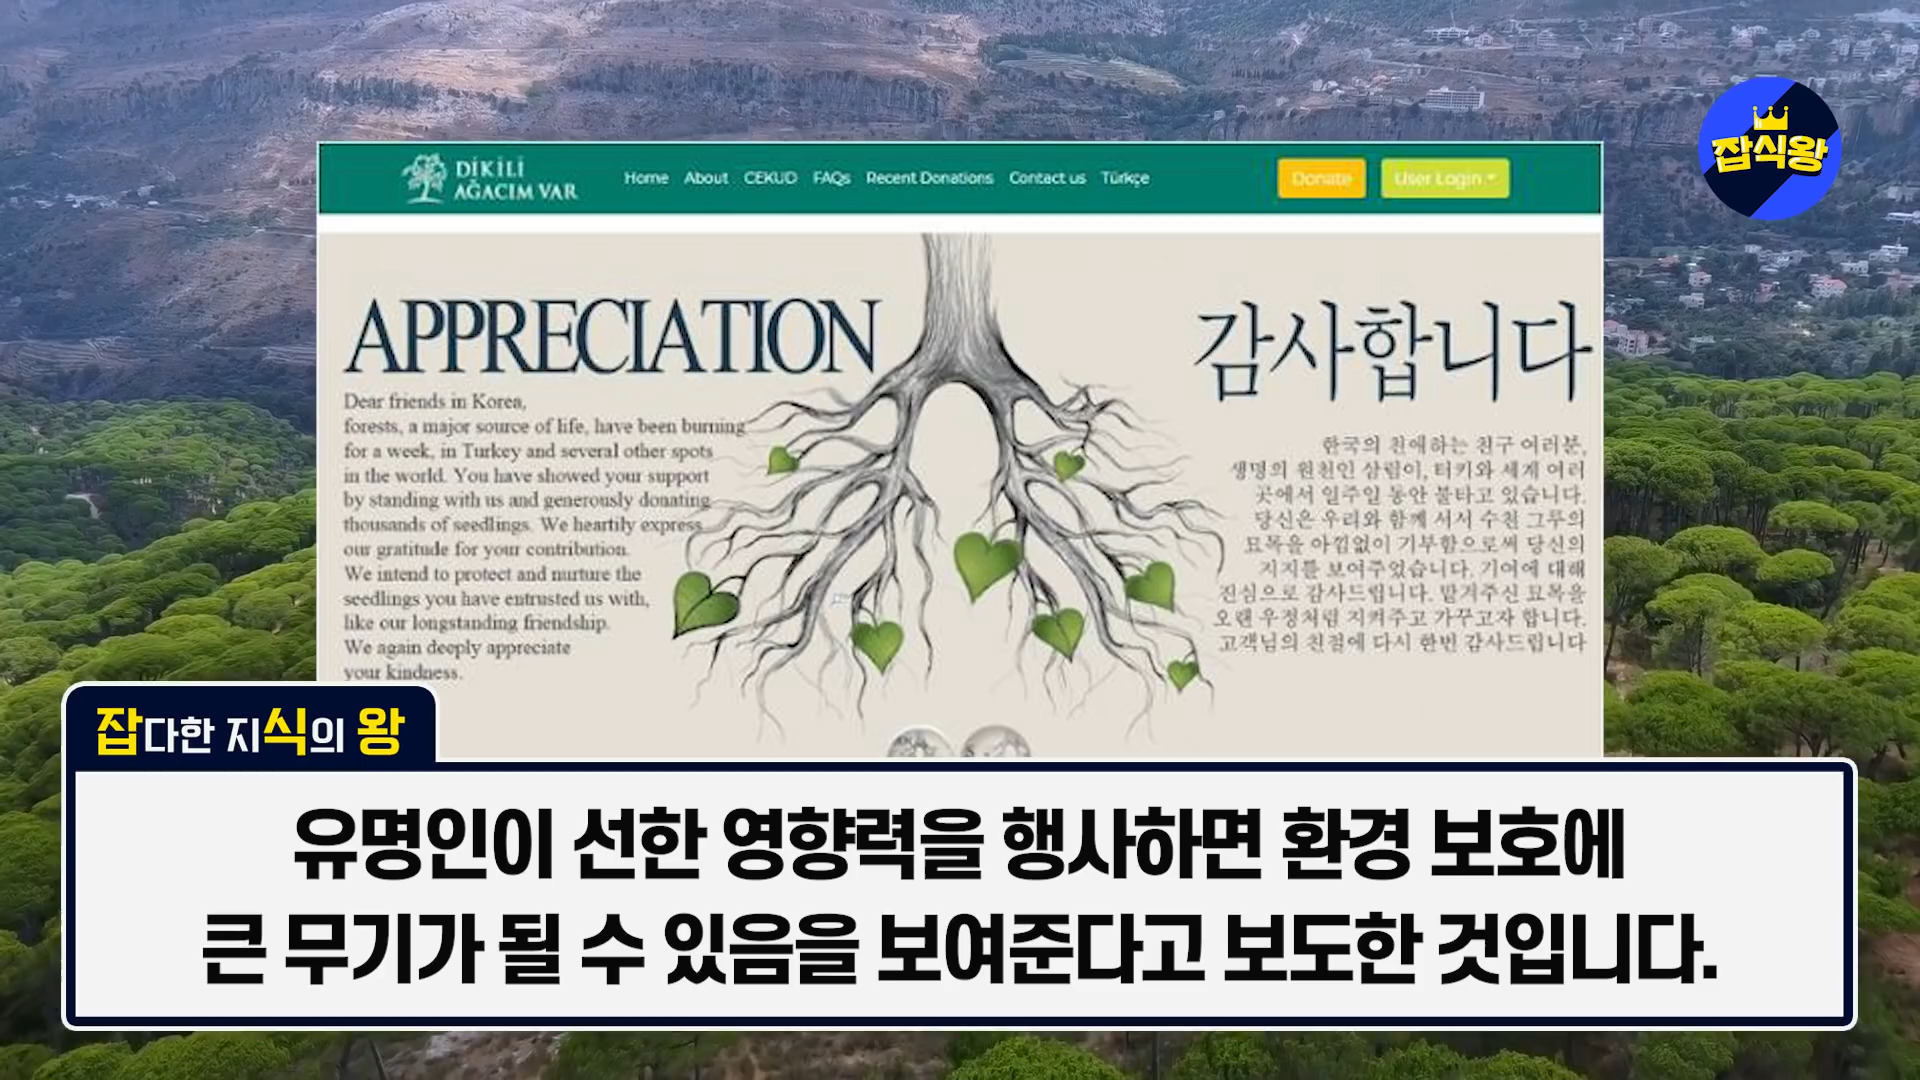 잡식왕
DİKİLİ
AĞACIM VAR
Home About CEKUD FAQs Recent Donations Contact us Türkçe
Donate
User Login
APPRECIATION
Dear friends in Korea,
forests, a major source of life, have been burning
for a week, in Turkey and several other spots
in the world. You have showed your support
by standing with us and generously donating
thousands of seedlings. We heartily express
our gratitude for your contribution.
We intend to protect and nurture the
seedlings you have entrusted us with,
like our longstanding friendship.
We again deeply appreciate
your kindness.
감사합니다
한국의 친애하는 친구 여러분,
생명의 원천인 삼림이, 터키와 세계 여러
곳에서 일주일 동안 불타고 있습니다.
당신은 우리와 함께 서서 수천 그루의
묘목을 아낌없이 기부함으로써 당신의
지지를 보여주었습니다. 기여에 대해
진심으로 감사드립니다. 맡겨주신 묘목을
오랜 우정처럼 지켜주고 가꾸고자 합니다.
고객님의 친절에 다시 한번 감사드립니다
잡다한 지식의 왕
유명인이 선한 영향력을 행사하면 환경 보호에
큰 무기가 될 수 있음을 보여준다고 보도한 것입니다.